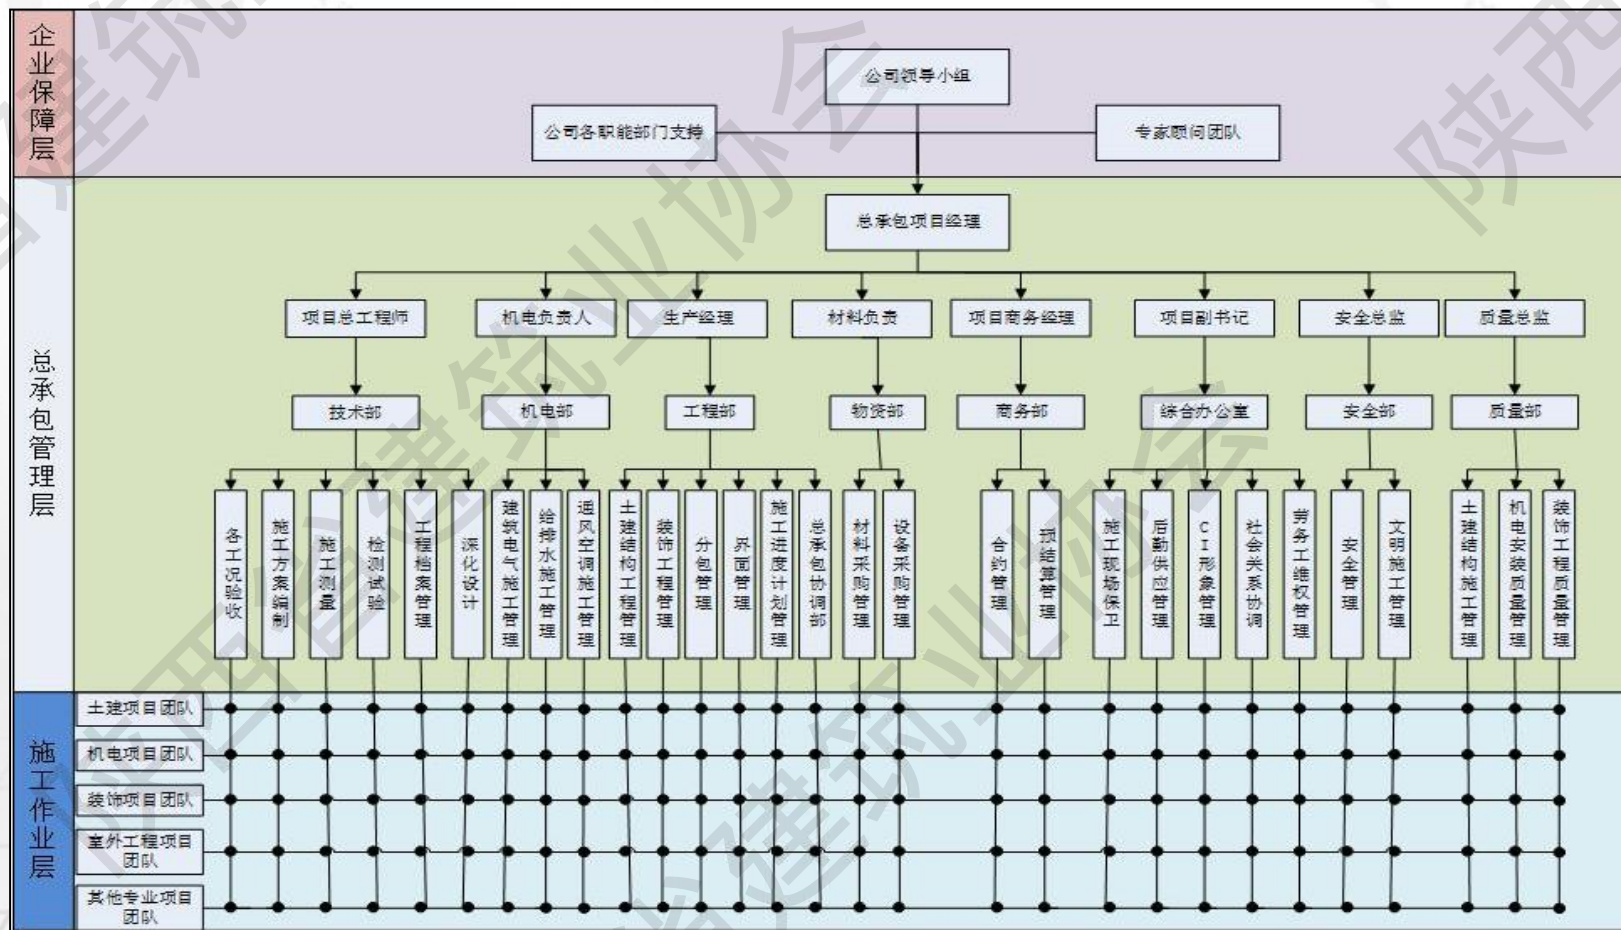 企业保障层
公司领导小组
公司各职能部门支持
专家顾问团队
总承包管理层
总承包项目经理
项目总工程师
机电负责人
生产经理
材料负责
项目商务经理
项目副书记
安全总监
质量总监
技术部
机电部
工程部
物资部
商务部
综合办公室
安全部
质量部
各工况验收
施工方案编制
施工测量
检测试验
工程档案管理
深化设计
建筑电气施工管理
给排水施工管理
通风空调施工管理
土建结构工程管理
装饰工程管理
分包管理
界面管理
施工进度计划管理
总承包协调部
材料采购管理
设备采购管理
合约管理
预结算管理
施工现场保卫
后勤供应管理
CI形象管理
社会关系协调
劳务工维权管理
安全管理
文明施工管理
土建结构施工管理
机电安装质量管理
装饰工程质量管理
施工作业层
土建项目团队
机电项目团队
装饰项目团队
室外工程项目
团队
其他专业项目
团队
陕西省建筑业协会